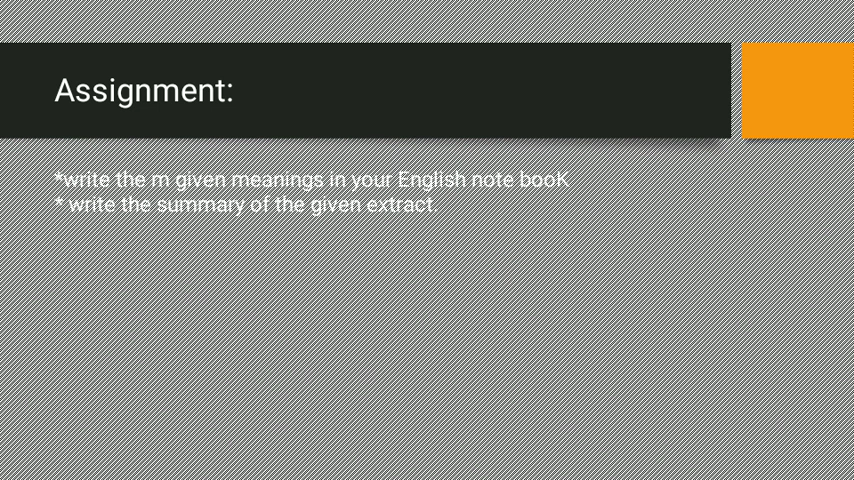 Assignment:
*write the m given meanings in your English note booK
* write the summary of the given extract.